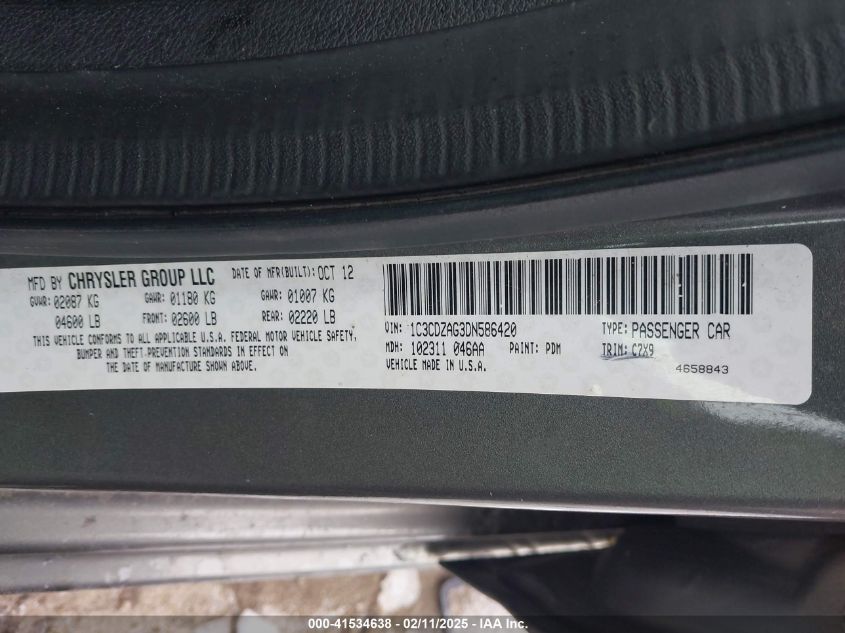 MFD BY CHRYSLER GROUP LLC DATE OF MFR(BUILT): OCT 12
GVWR: 02087 KG GAWR: 01180 KG GAWR: 01007 KG
04600 LB FRONT: 02600 LB REAR: 02220 LB
THIS VEHICLE CONFORMS TO ALL APPLICABLE U.S.A. FEDERAL MOTOR VEHICLE SAFETY,
BUMPER AND THEFT PREVENTION STANDARDS IN EFFECT ON
THE DATE OF MANUFACTURE SHOWN ABOVE.
VIN: 1C3CDZAG3DN586420 TYPE: PASSENGER CAR
MDH: 102311 046AA PAINT: PDM TRIM: C7X9
VEHICLE MADE IN U.S.A. 4658843
000-41534638 - 02/11/2025 - IAA Inc.